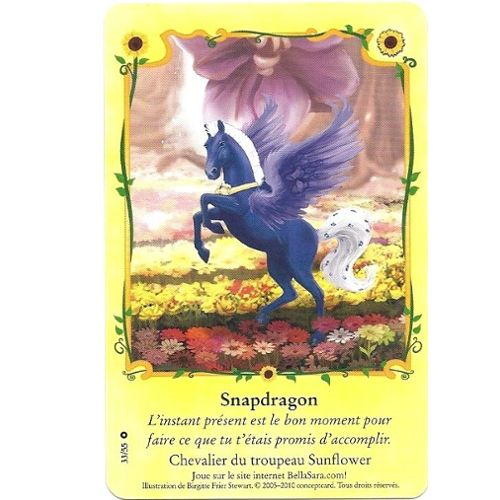 Snapdragon
L'instant présent est le bon moment pour
faire ce que tu t'étais promis d'accomplir.
Chevalier du troupeau Sunflower
Joue sur le site internet BellaSara.com!
Illustration de Birgitte Frier Stewart. © 2005–2010 conceptcard. Tous droits réservés.
33/55